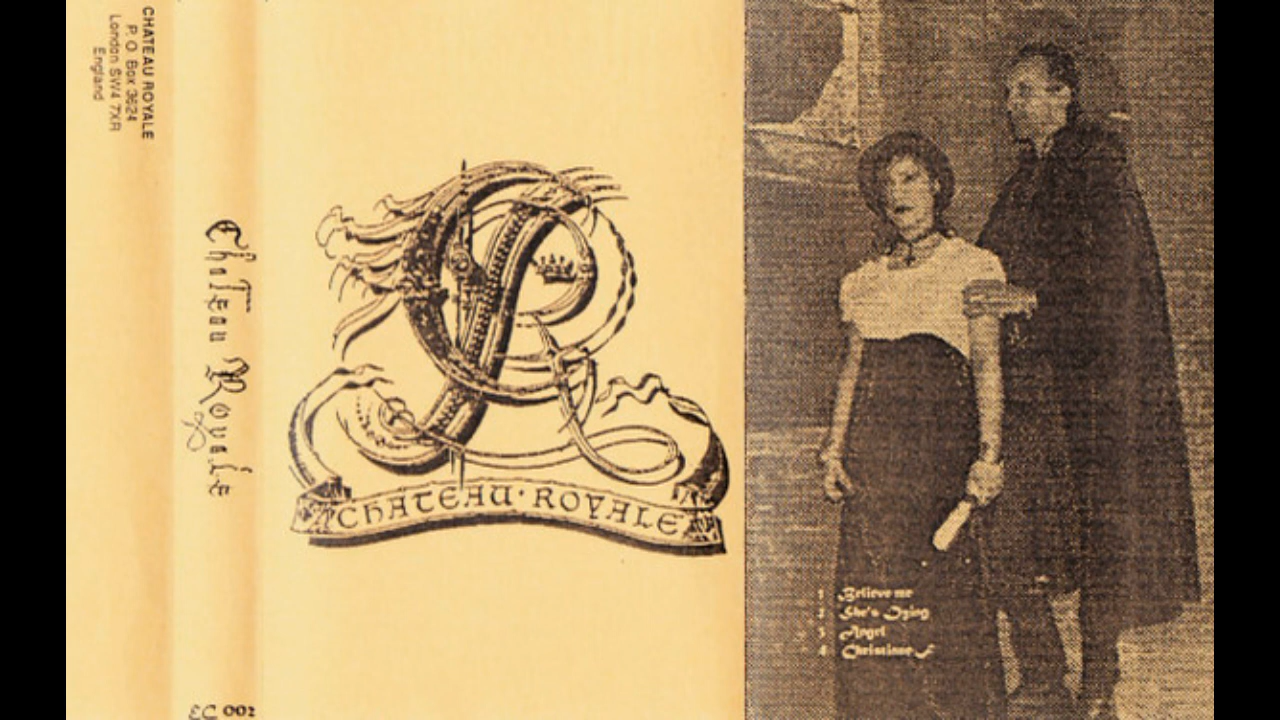 CHATEAU ROYALE
P. O. Box 3624
London SW4 7XR
England
Chateau Royale
EC 002
CHATEAU · ROYALE
1 Believe me
2 She's Dying
3 Angel
4 Christinne F